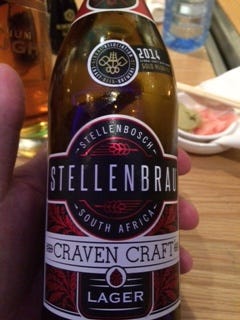 2014
STELLENBOSCH
STELLENBRAU
SOUTH AFRICA
CRAVEN CRAFT
LAGER